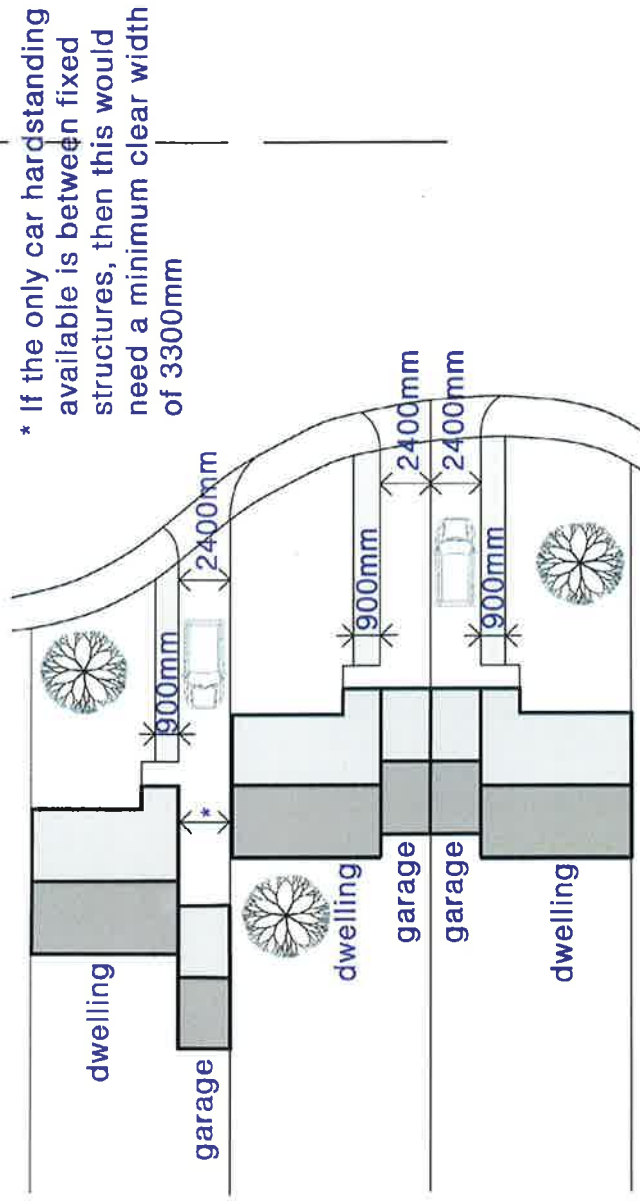 * If the only car hardstanding
available is between fixed
structures, then this would
need a minimum clear width
of 3300mm
2400mm
900mm
*
dwelling
garage
2400mm
2400mm
900mm
900mm
dwelling
garage
garage
dwelling